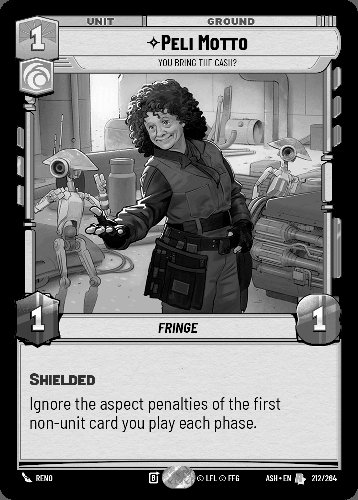 UNIT GROUND
1
✧PELI MOTTO
YOU BRING THE CASH?
1 1
FRINGE
SHIELDED
Ignore the aspect penalties of the first
non-unit card you play each phase.
RENO © LFL © FFG ASH • EN 212/264